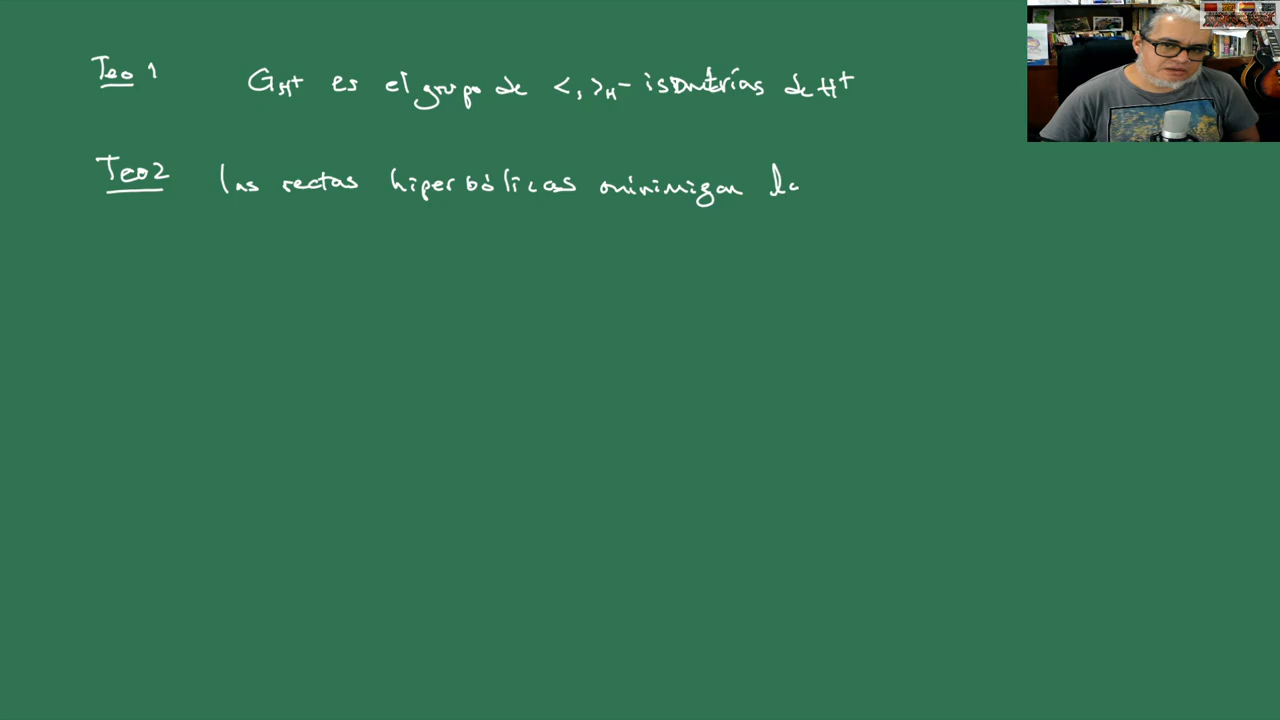 Teo 1 G_H+ es el grupo de < , >_H - isometrías de H+
Teo 2 las rectas hiperbólicas minimizan la